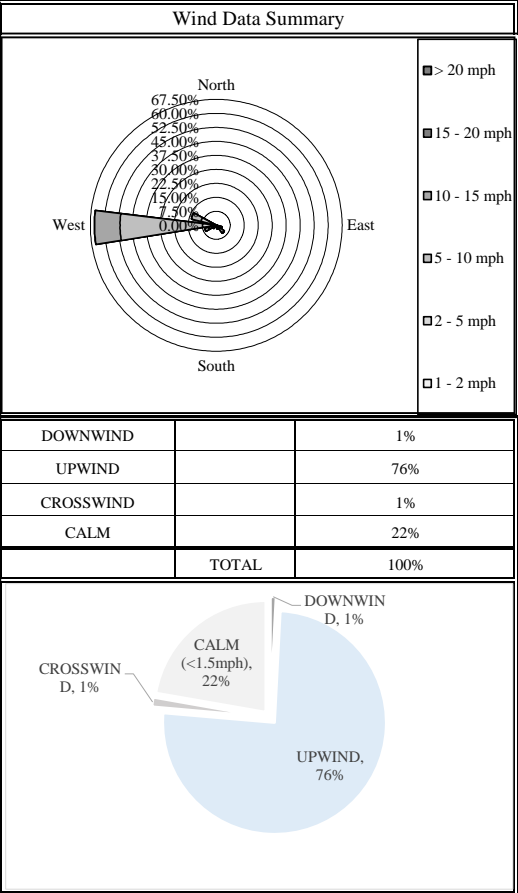 Wind Data Summary
North
67.50%
60.00%
52.50%
45.00%
37.50%
30.00%
22.50%
15.00%
7.50%
0.00%
West
East
South
> 20 mph
15 - 20 mph
10 - 15 mph
5 - 10 mph
2 - 5 mph
1 - 2 mph
DOWNWIND 1%
UPWIND 76%
CROSSWIND 1%
CALM 22%
TOTAL 100%
DOWNWIN
D, 1%
CALM
(<1.5mph),
22%
CROSSWIN
D, 1%
UPWIND,
76%